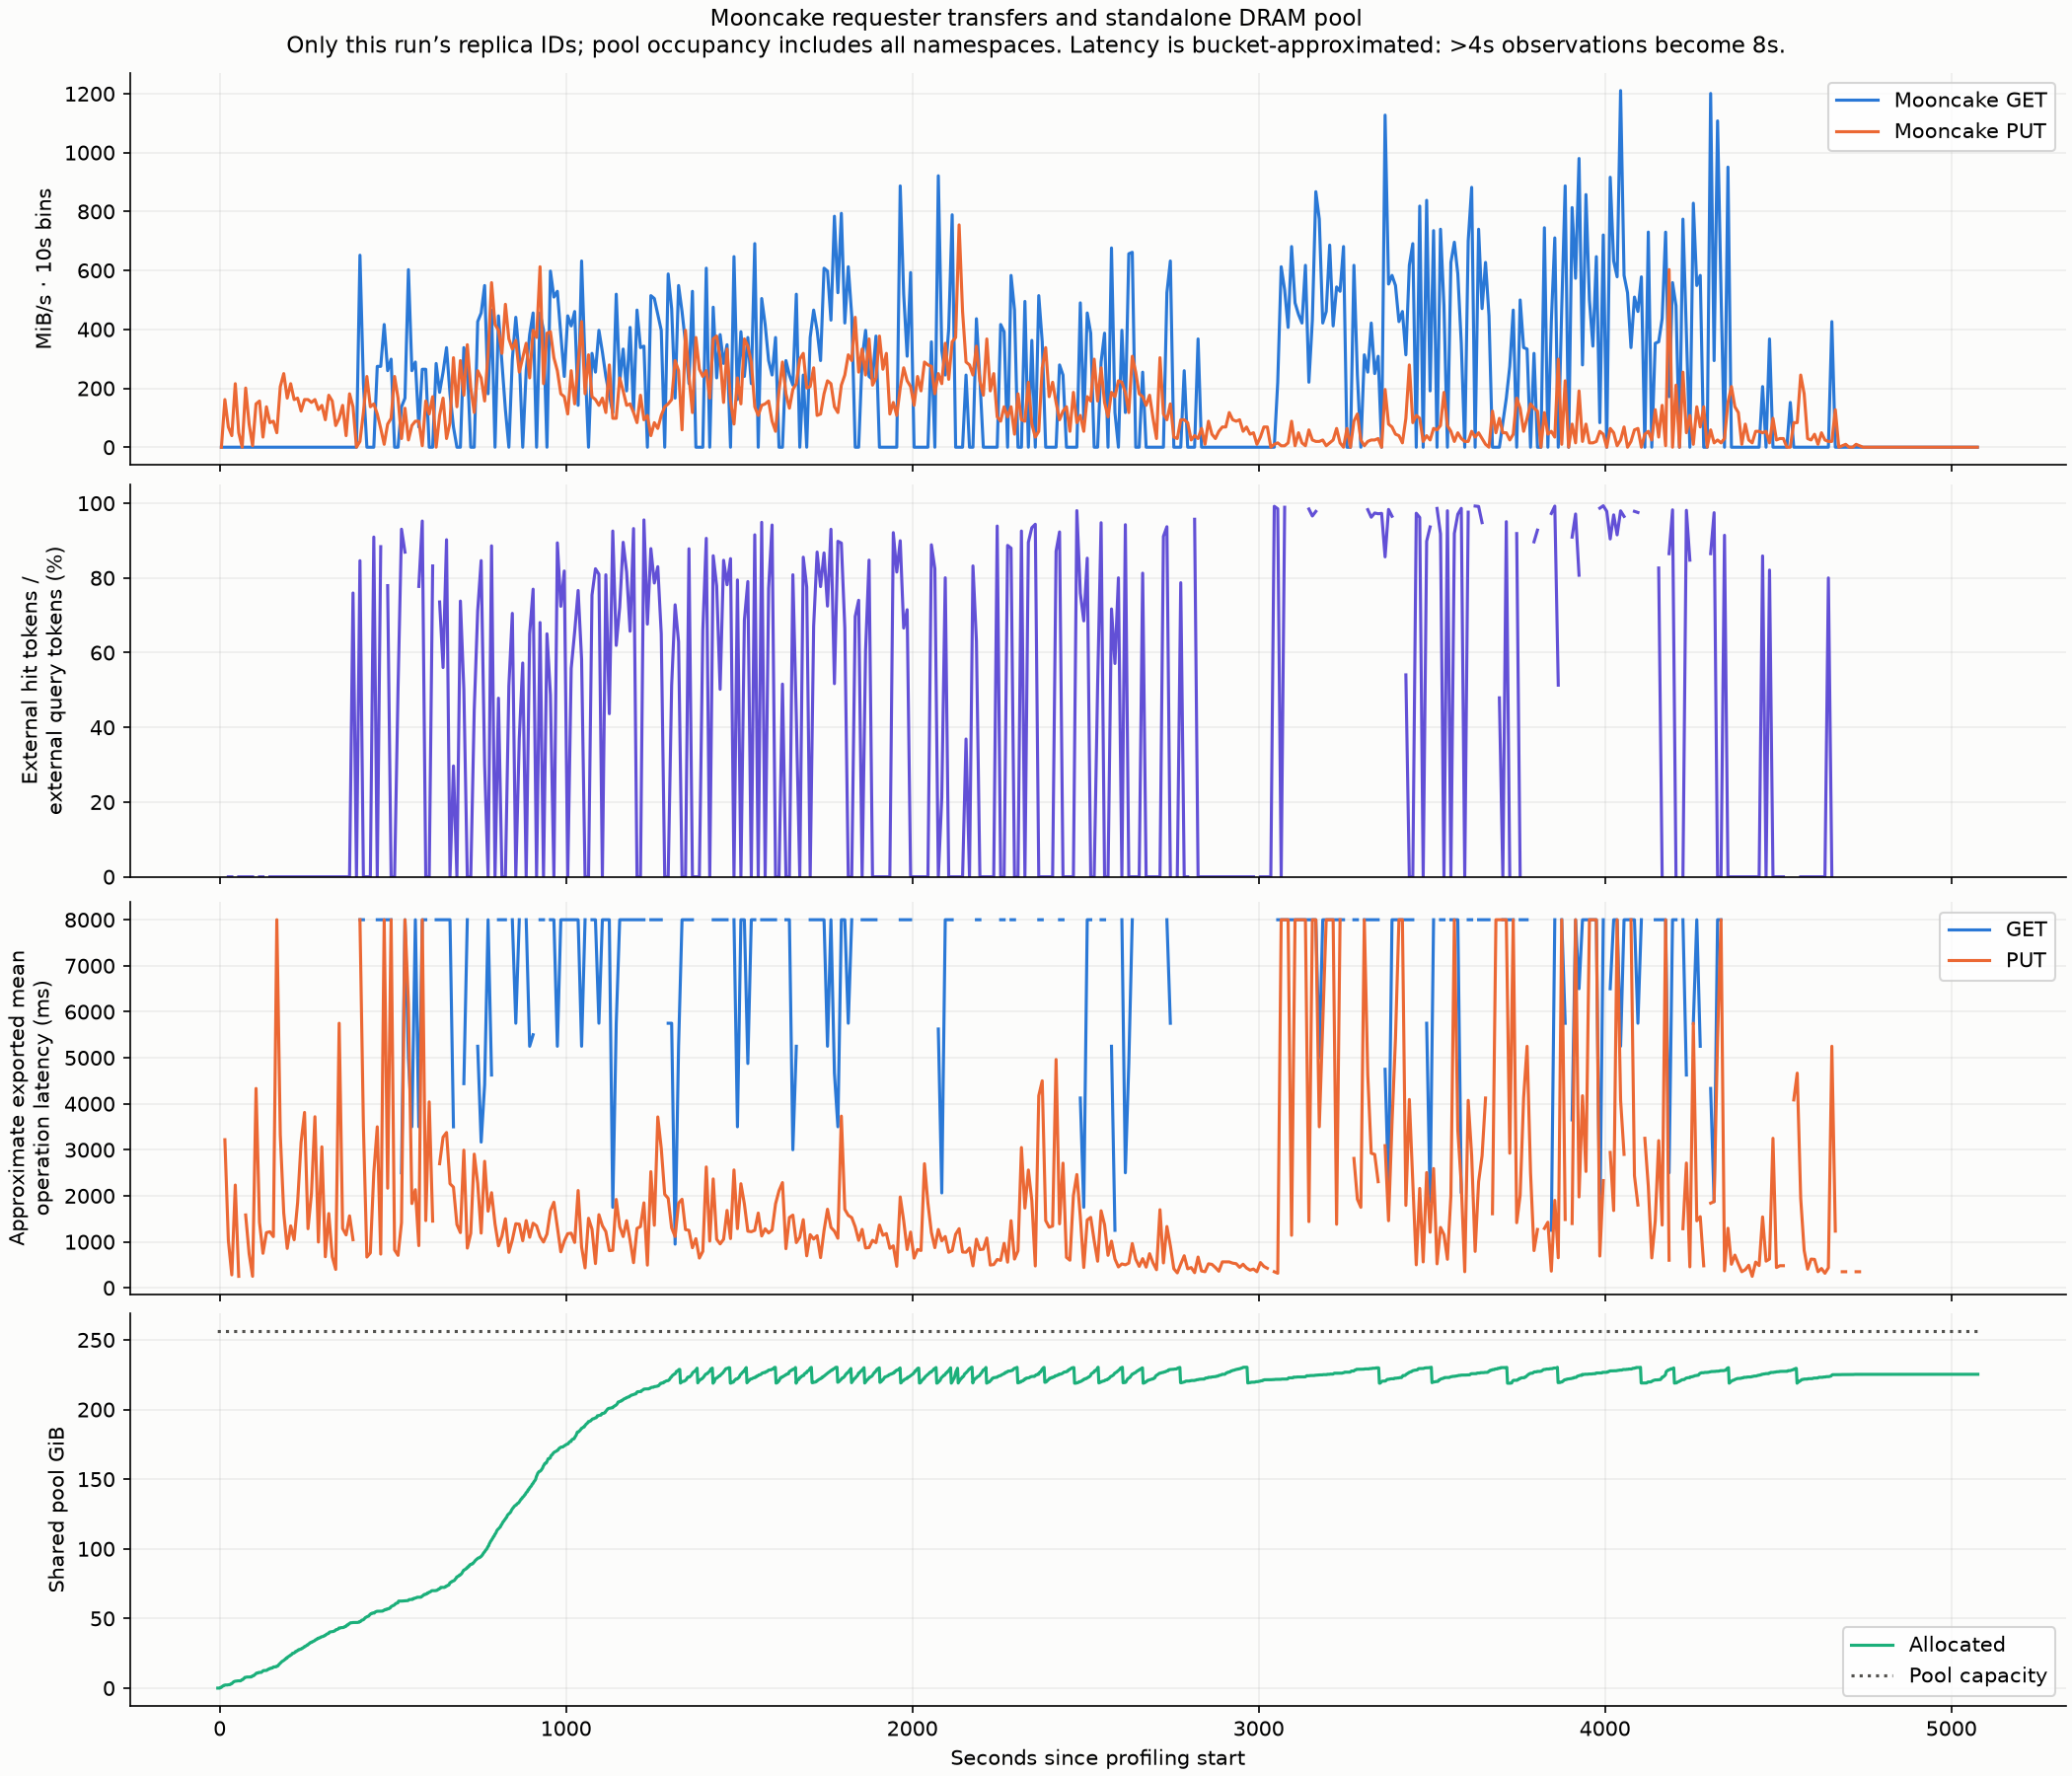 Mooncake requester transfers and standalone DRAM pool
Only this run’s replica IDs; pool occupancy includes all namespaces. Latency is bucket-approximated: >4s observations become 8s.
MiB/s · 10s bins
1200
1000
800
600
400
200
0
Mooncake GET
Mooncake PUT
External hit tokens /
external query tokens (%)
100
80
60
40
20
0
Approximate exported mean
operation latency (ms)
8000
7000
6000
5000
4000
3000
2000
1000
0
GET
PUT
Shared pool GiB
250
200
150
100
50
0
Allocated
Pool capacity
0 1000 2000 3000 4000 5000
Seconds since profiling start